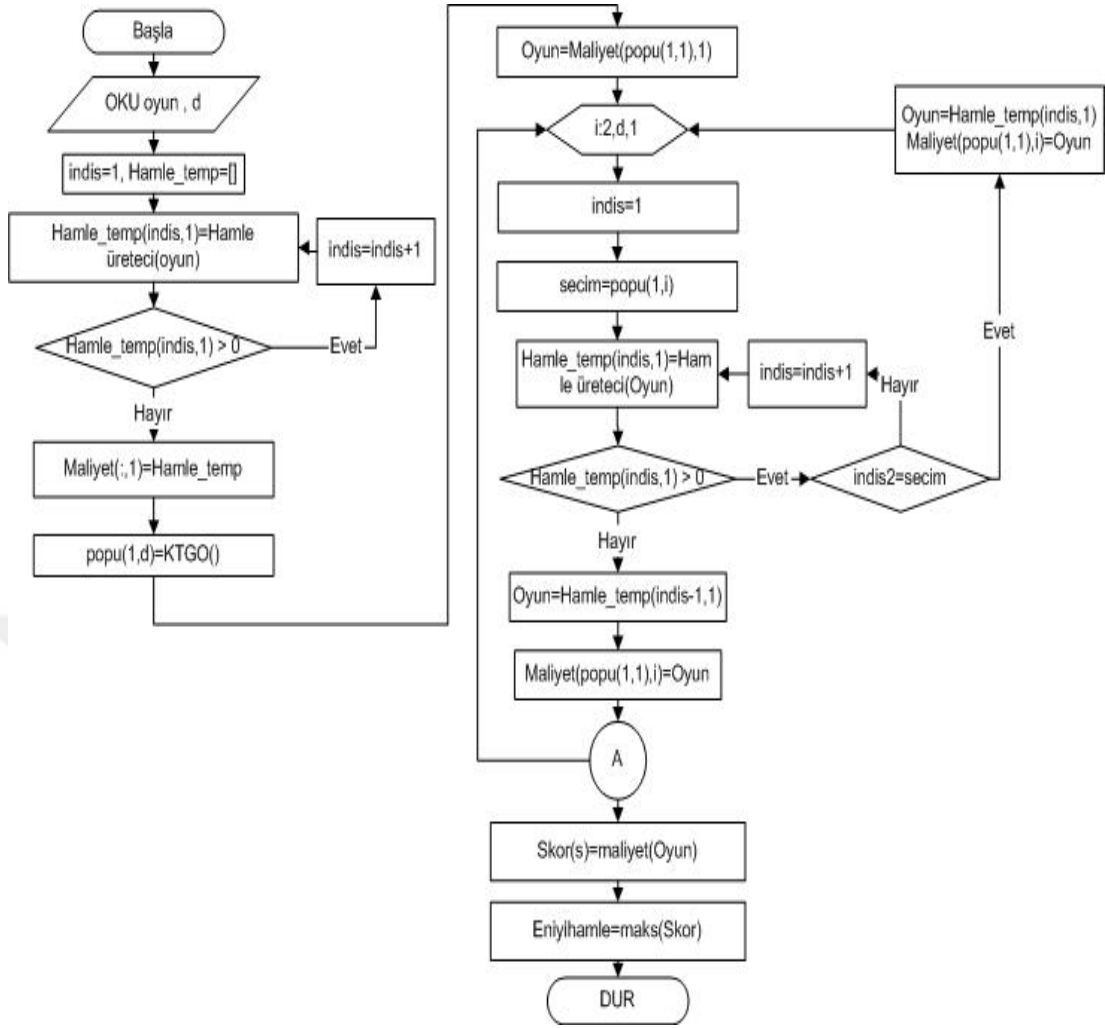 Başla
OKU oyun , d
indis=1, Hamle_temp=[]
Hamle_temp(indis,1)=Hamle
üreteci(oyun)
indis=indis+1
Hamle_temp(indis,1) > 0
Evet
Hayır
Maliyet(:,1)=Hamle_temp
popu(1,d)=KTGO()
Oyun=Maliyet(popu(1,1),1)
i:2,d,1
Oyun=Hamle_temp(indis,1)
Maliyet(popu(1,1),i)=Oyun
indis=1
secim=popu(1,i)
Hamle_temp(indis,1)=Ham
le üreteci(Oyun)
indis=indis+1
Hayır
Evet
Hamle_temp(indis,1) > 0
Evet
indis2=secim
Hayır
Oyun=Hamle_temp(indis-1,1)
Maliyet(popu(1,1),i)=Oyun
A
Skor(s)=maliyet(Oyun)
Eniylhamle=maks(Skor)
DUR